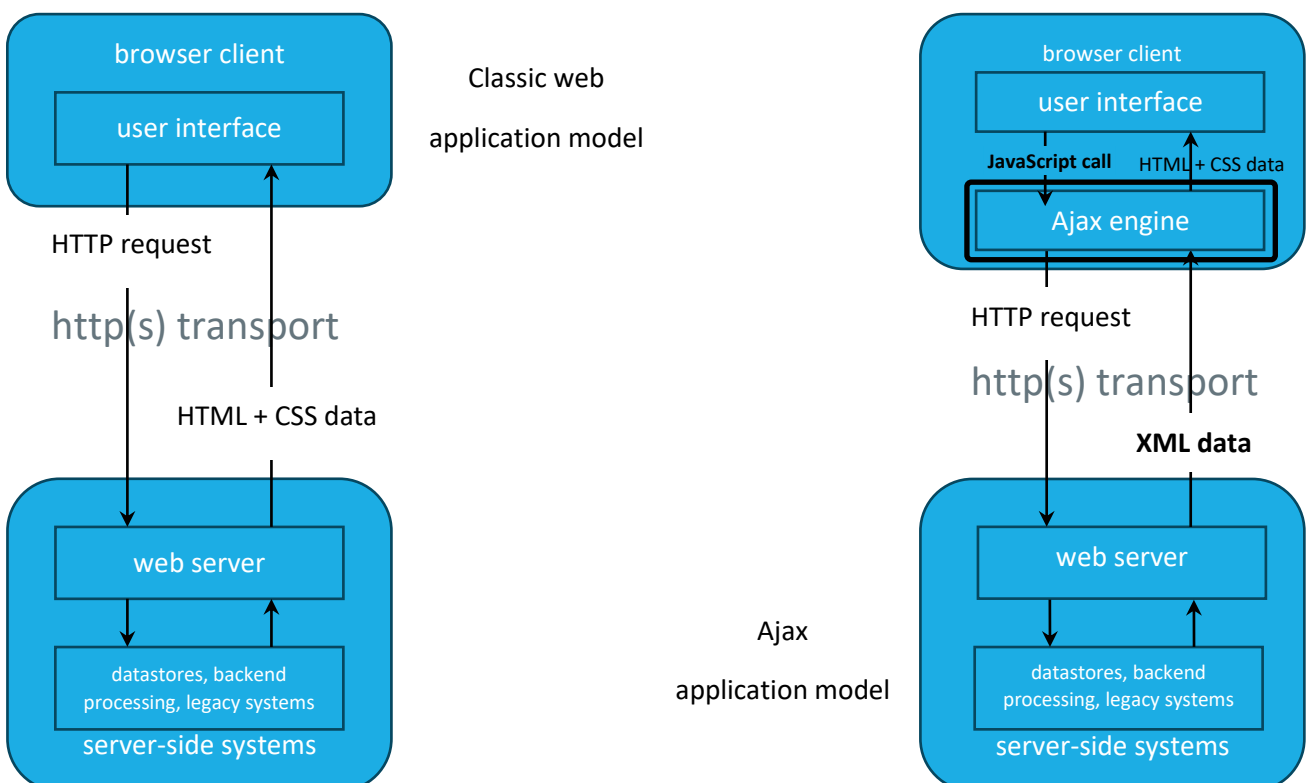 browser client
user interface
HTTP request
http(s) transport
HTML + CSS data
web server
datastores, backend
processing, legacy systems
server-side systems
Classic web
application model
browser client
user interface
JavaScript call
HTML + CSS data
Ajax engine
HTTP request
http(s) transport
XML data
web server
datastores, backend
processing, legacy systems
server-side systems
Ajax
application model